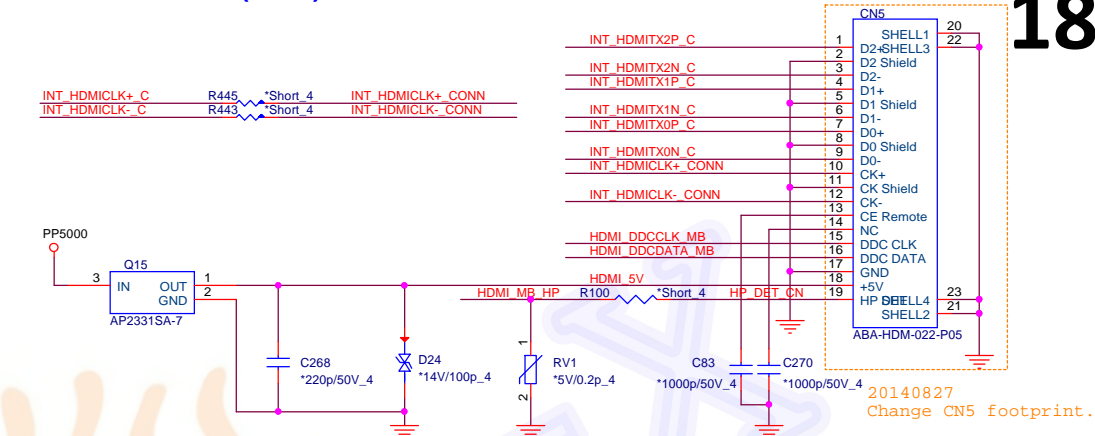 18
CN5
INT_HDMITX2P_C 1 D2+ SHELL1 20
2 D2 Shield SHELL3 22
INT_HDMITX2N_C 3 D2-
INT_HDMITX1P_C 4 D1+
5 D1 Shield
INT_HDMITX1N_C 6 D1-
INT_HDMITX0P_C 7 D0+
8 D0 Shield
INT_HDMITX0N_C 9 D0-
INT_HDMICLK+_CONN 10 CK+
11 CK Shield
INT_HDMICLK-_CONN 12 CK-
13 CE Remote
14 NC
HDMI_DDCCLK_MB 15 DDC CLK
HDMI_DDCDATA_MB 16 DDC DATA
17 GND
HDMI_5V 18 +5V
HDMI_MB_HP R100 *Short_4 HP_DET_CN 19 HP DET SHELL4 23
SHELL2 21
ABA-HDM-022-P05
INT_HDMICLK+_C R445 *Short_4 INT_HDMICLK+_CONN
INT_HDMICLK-_C R443 *Short_4 INT_HDMICLK-_CONN
PP5000
Q15
3 IN OUT 1
GND 2
AP2331SA-7
C268
*220p/50V_4
D24
*14V/100p_4
1
RV1
*5V/0.2p_4
2
C83
*1000p/50V_4
C270
*1000p/50V_4
20140827
Change CN5 footprint.